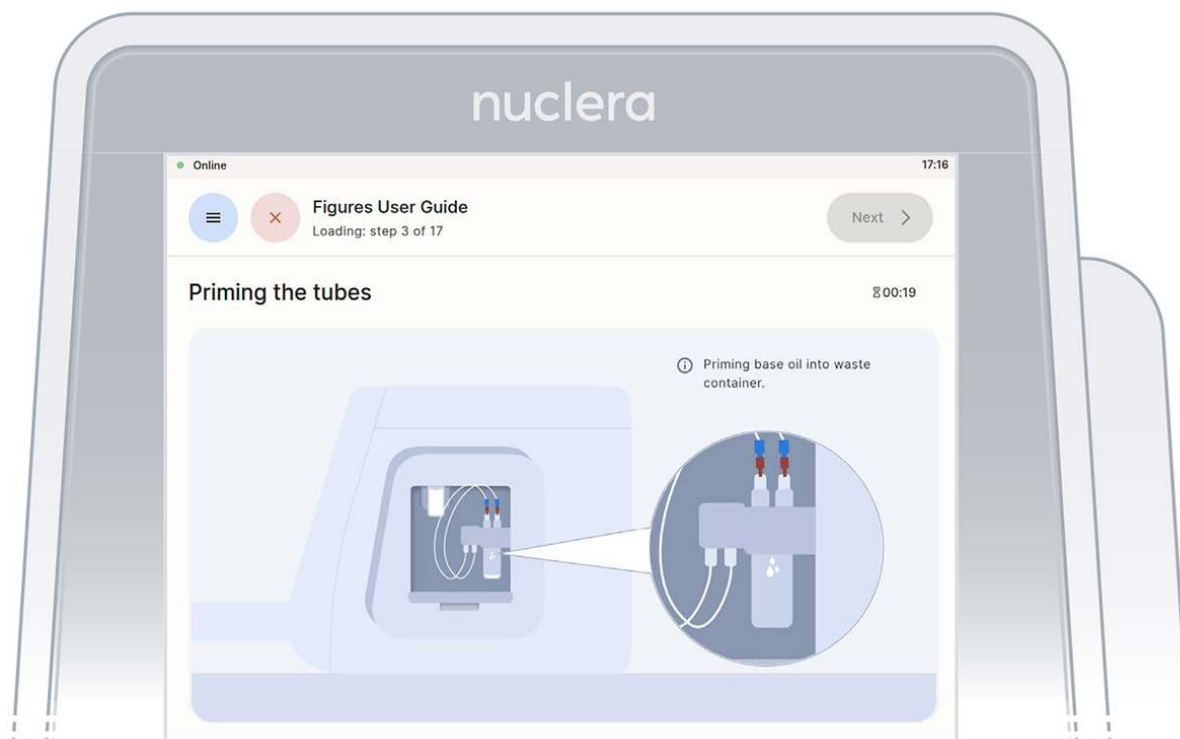 nuclera
Online
17:16
Figures User Guide
Loading: step 3 of 17
Next
Priming the tubes
00:19
Priming base oil into waste
container.